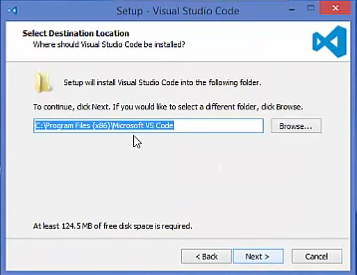 Setup - Visual Studio Code
Select Destination Location
Where should Visual Studio Code be installed?
Setup will install Visual Studio Code into the following folder.
To continue, click Next. If you would like to select a different folder, click Browse.
C:\Program Files (x86)\Microsoft VS Code
Browse...
At least 124.5 MB of free disk space is required.
< Back
Next >
Cancel